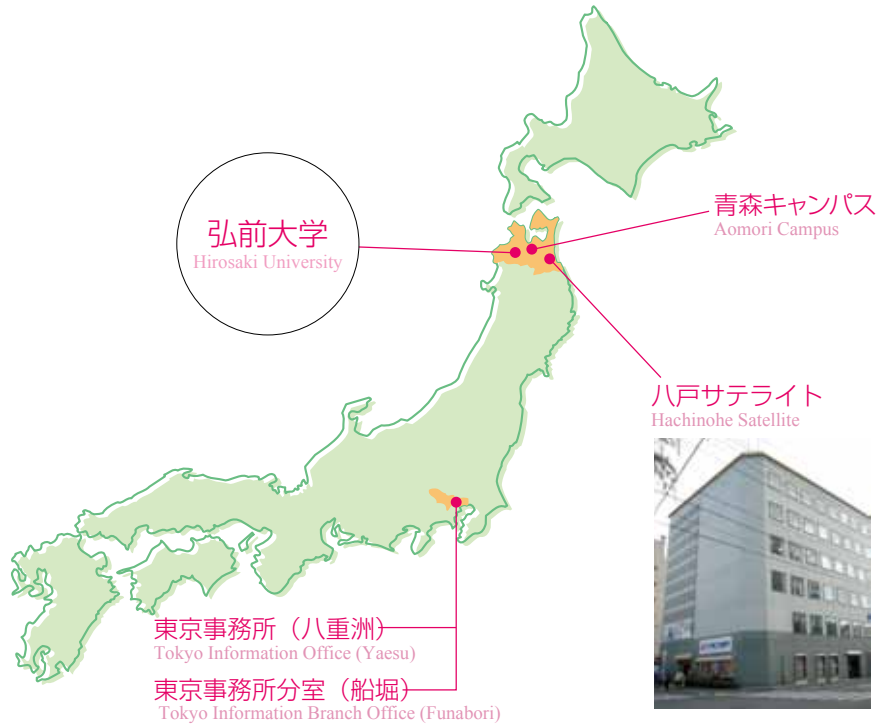 弘前大学
Hirosaki University
青森キャンパス
Aomori Campus
八戸サテライト
Hachinohe Satellite
東京事務所（八重洲）
Tokyo Information Office (Yaesu)
東京事務所分室（船堀）
Tokyo Information Branch Office (Funabori)